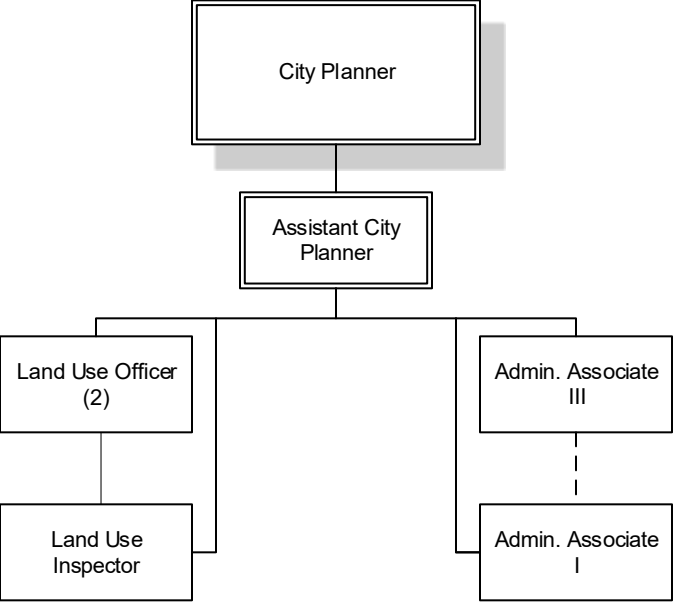 City Planner
Assistant City
Planner
Land Use Officer
(2)
Admin. Associate
III
Land Use
Inspector
Admin. Associate
I